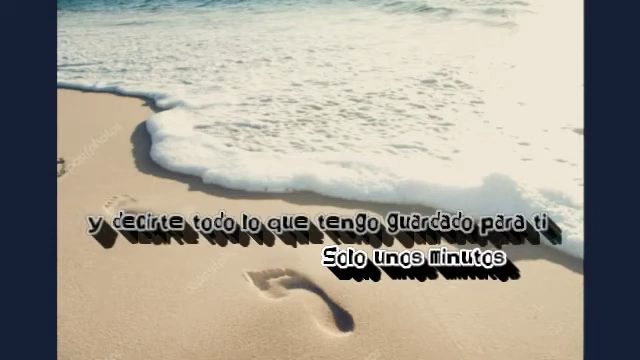 y decirte todo lo que tengo guardado para ti
Solo unos minutos